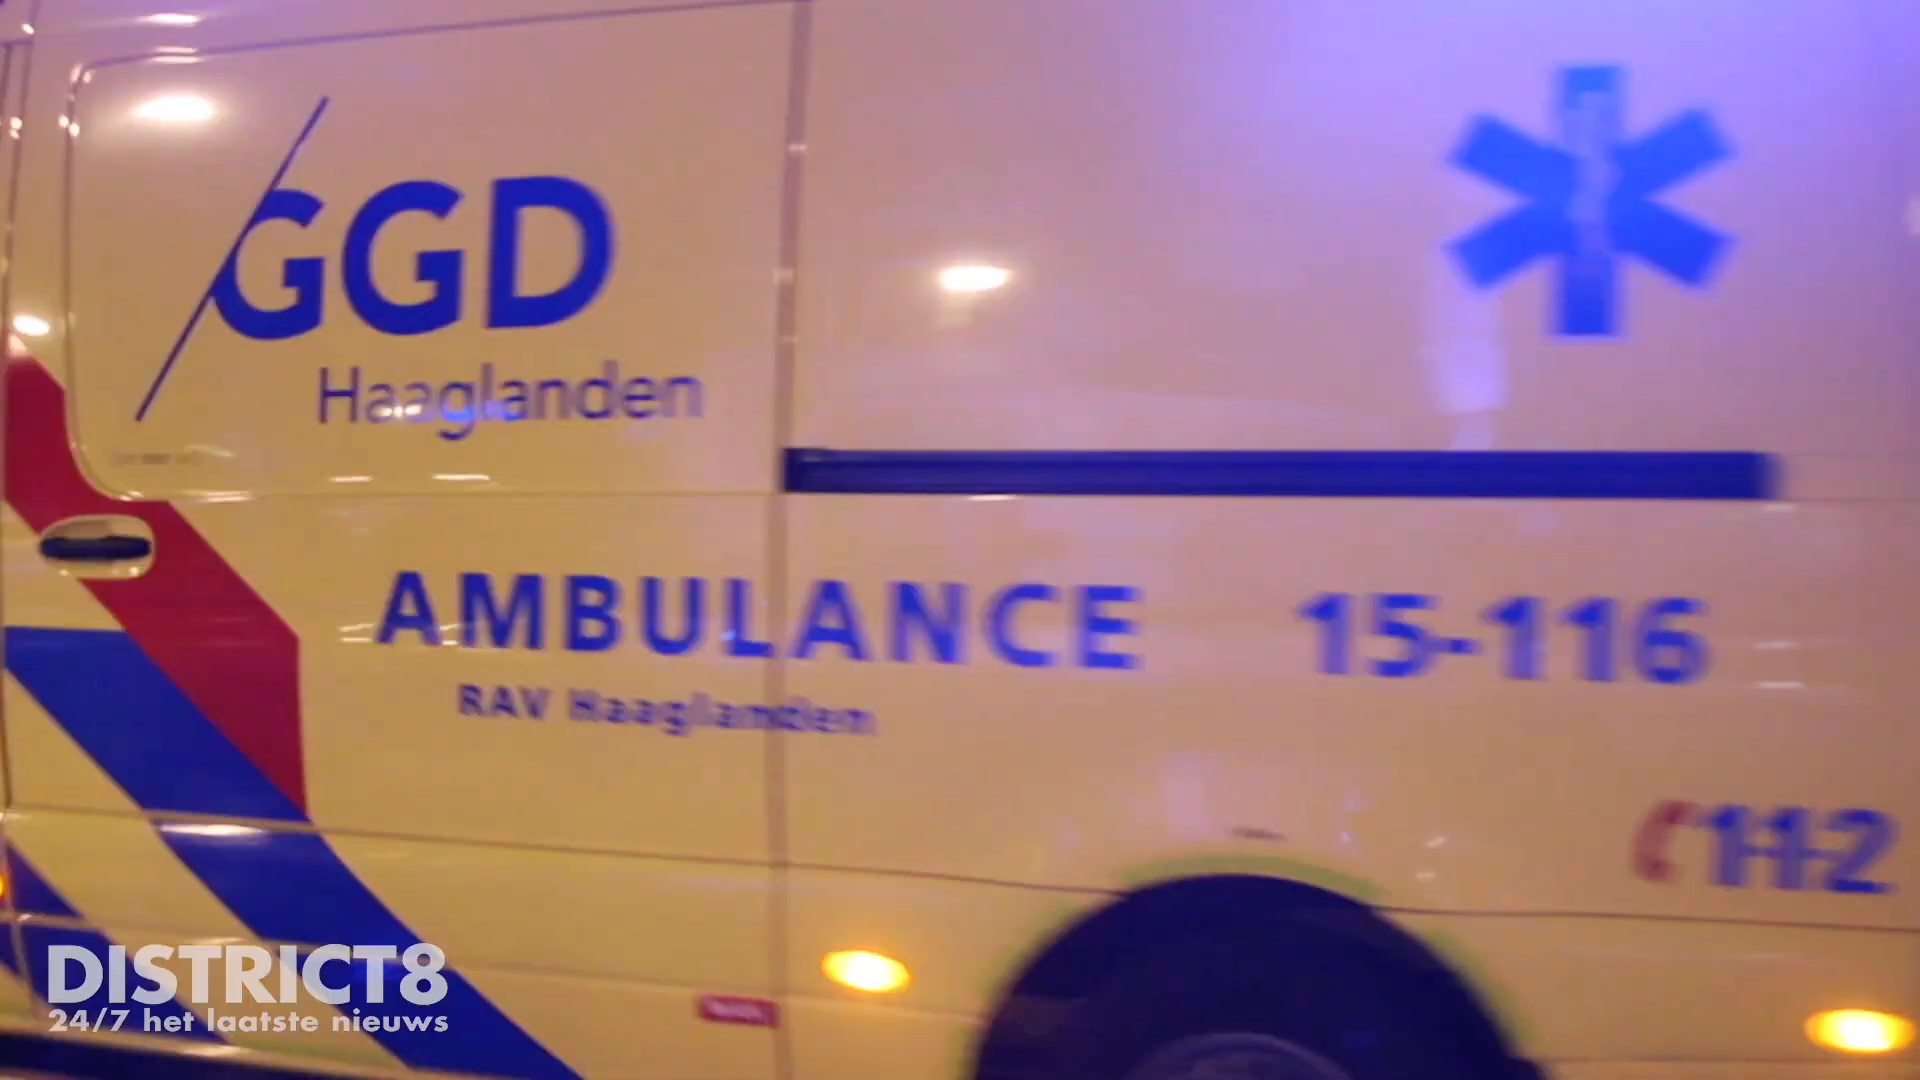 GGD
Haaglanden
AMBULANCE 15-116
RAV Haaglanden
112
DISTRICT8
24/7 het laatste nieuws